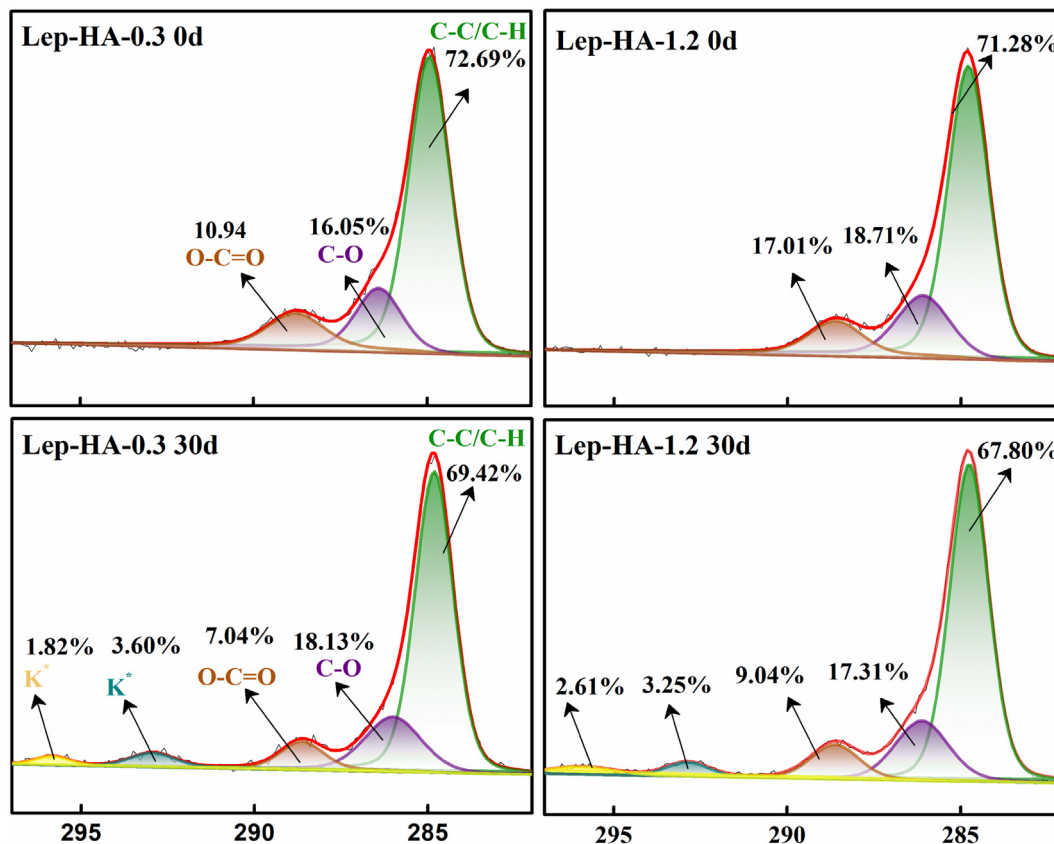 Lep-HA-0.3 0d
C-C/C-H
72.69%
10.94
16.05%
O-C=O
C-O
Lep-HA-1.2 0d
71.28%
17.01%
18.71%
Lep-HA-0.3 30d
C-C/C-H
69.42%
1.82%
3.60%
7.04%
18.13%
K*
K*
O-C=O
C-O
Lep-HA-1.2 30d
67.80%
2.61%
3.25%
9.04%
17.31%
295
290
285
295
290
285